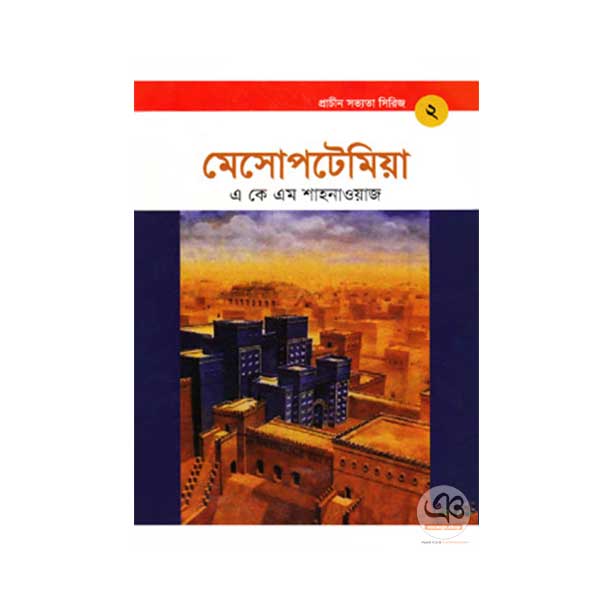 প্রাচীন সভ্যতা সিরিজ
২
মেসোপটেমিয়া
এ কে এম শাহনাওয়াজ